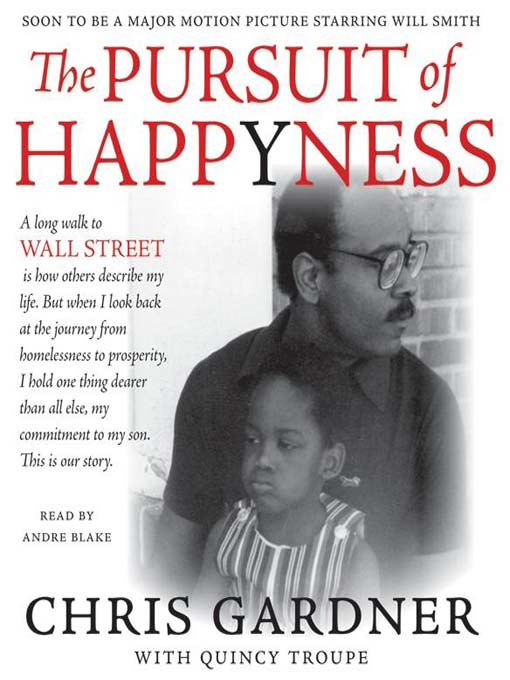 SOON TO BE A MAJOR MOTION PICTURE STARRING WILL SMITH
The PURSUIT of
HAPPYNESS
A long walk to
WALL STREET
is how others describe my
life. But when I look back
at the journey from
homelessness to prosperity,
I hold one thing dearer
than all else, my
commitment to my son.
This is our story.
READ BY
ANDRE BLAKE
CHRIS GARDNER
WITH QUINCY TROUPE